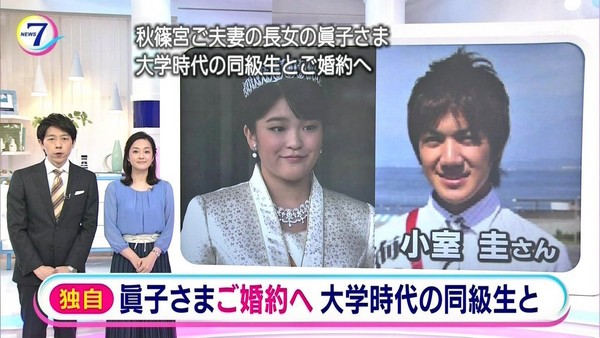 NEWS 7
秋篠宮ご夫妻の長女の眞子さま
大学時代の同級生とご婚約へ
小室 圭さん
独自 眞子さまご婚約へ 大学時代の同級生と